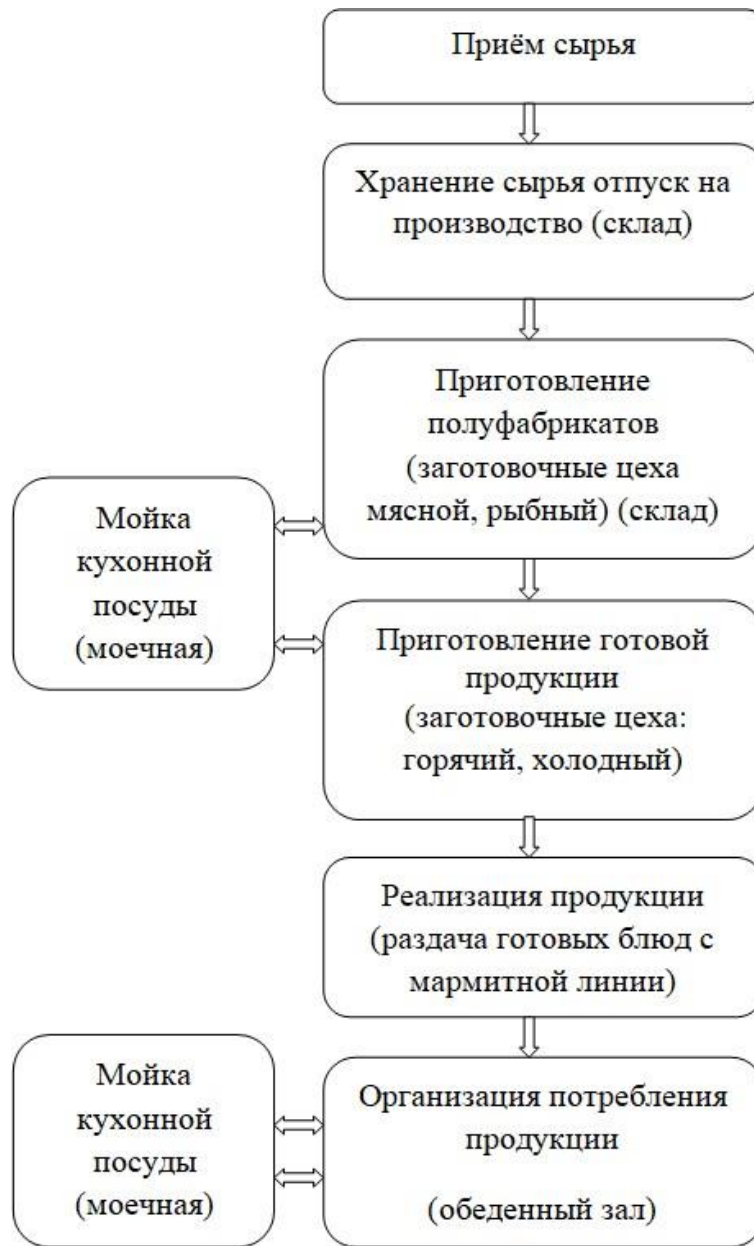 Приём сырья
Хранение сырья отпуск на
производство (склад)
Приготовление
полуфабрикатов
(заготовочные цеха
мясной, рыбный) (склад)
Мойка
кухонной
посуды
(моечная)
Приготовление готовой
продукции
(заготовочные цеха:
горячий, холодный)
Реализация продукции
(раздача готовых блюд с
мармитной линии)
Мойка
кухонной
посуды
(моечная)
Организация потребления
продукции
(обеденный зал)